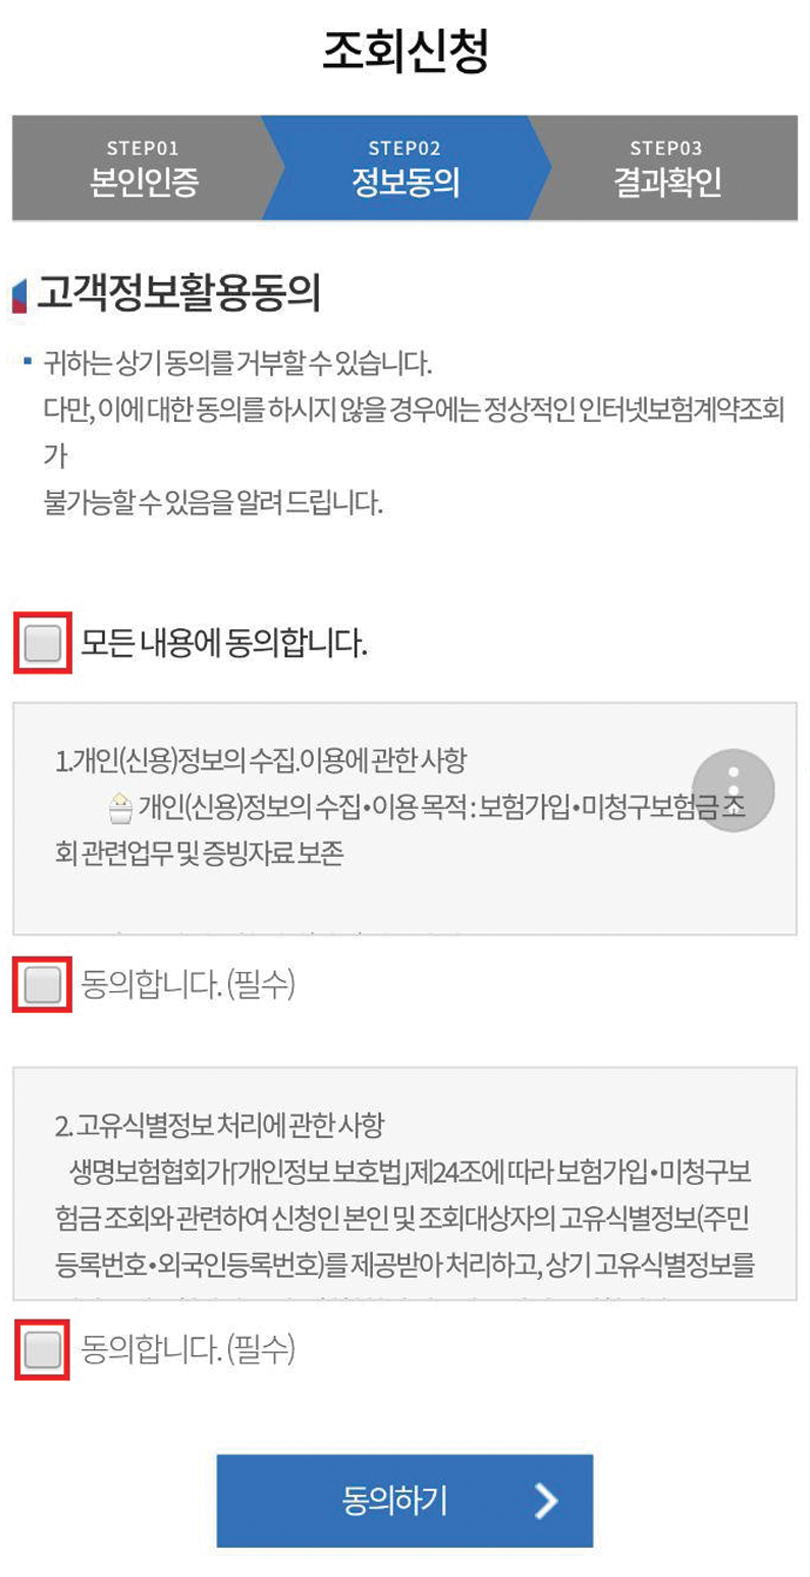 조회신청
STEP01
본인인증
STEP02
정보동의
STEP03
결과확인
고객정보활용동의
귀하는 상기 동의를 거부할 수 있습니다.
다만, 이에 대한 동의를 하시지 않을 경우에는 정상적인 인터넷보험계약조회
가
불가능할 수 있음을 알려 드립니다.
모든 내용에 동의합니다.
1.개인(신용)정보의 수집.이용에 관한 사항
개인(신용)정보의 수집•이용 목적 : 보험가입•미청구보험금 조
회 관련업무 및 증빙자료 보존
동의합니다. (필수)
2. 고유식별정보 처리에 관한 사항
생명보험협회가「개인정보 보호법」제24조에 따라 보험가입•미청구보
험금 조회와 관련하여 신청인 본인 및 조회대상자의 고유식별정보(주민
등록번호•외국인등록번호)를 제공받아 처리하고, 상기 고유식별정보를
동의합니다. (필수)
동의하기